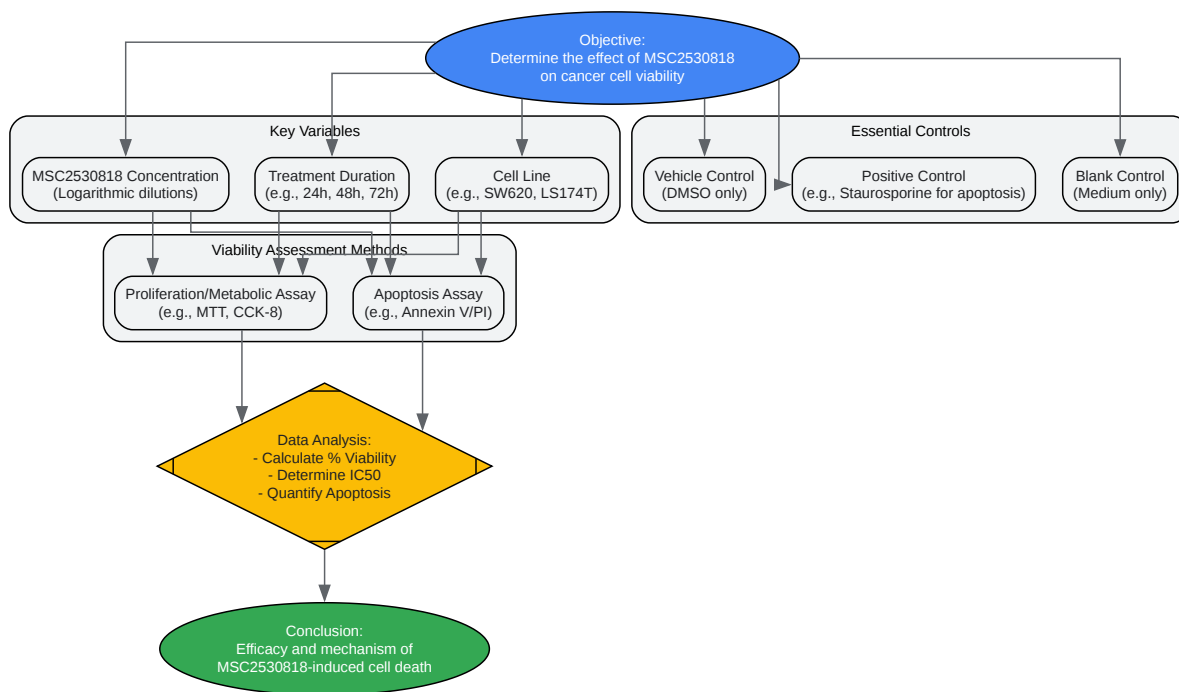 Objective:
Determine the effect of MSC2530818
on cancer cell viability
Key Variables
Essential Controls
MSC2530818 Concentration
(Logarithmic dilutions)
Treatment Duration
(e.g., 24h, 48h, 72h)
Cell Line
(e.g., SW620, LS174T)
Vehicle Control
(DMSO only)
Positive Control
(e.g., Staurosporine for apoptosis)
Blank Control
(Medium only)
Viability Assessment Methods
Proliferation/Metabolic Assay
(e.g., MTT, CCK-8)
Apoptosis Assay
(e.g., Annexin V/PI)
Data Analysis:
- Calculate % Viability
- Determine IC50
- Quantify Apoptosis
Conclusion:
Efficacy and mechanism of
MSC2530818-induced cell death